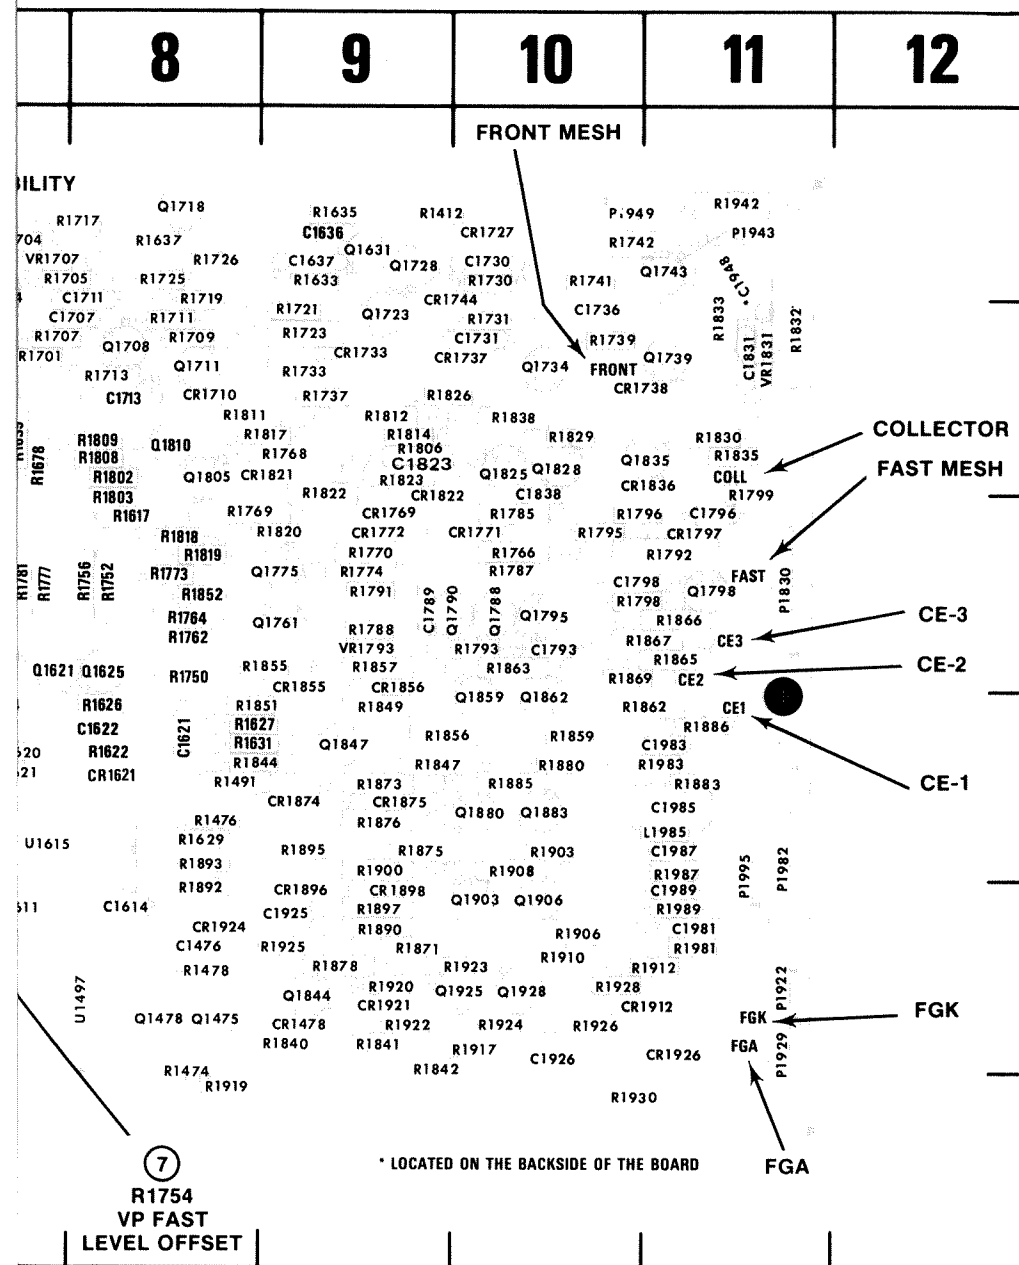 8 9 10 11 12
FRONT MESH
BILITY
Q1718 R1635 R1412 P1949 R1942
R1717 C1636 CR1727 P1943
704 R1637 Q1631 R1742
VR1707 R1726 C1637 Q1728 C1730 Q1743 *C1948
R1705 R1725 R1633 R1730 R1741
C1711 R1719 CR1744
C1707 R1711 R1721 Q1723 R1731 C1736 R1833 R1832*
R1707 R1709 R1723 C1731 R1739
R1701 Q1708 CR1733 CR1737 Q1739 C1831 VR1831
R1713 Q1711 R1733 Q1734 FRONT
C1713 CR1710 R1737 R1826 CR1738
R1811 R1812 R1838
R1678 R1809 Q1810 R1817 R1814 R1829 R1830 COLLECTOR
R1808 R1768 R1806 Q1835 R1835
C1823 FAST MESH
R1802 Q1805 CR1821 R1823 Q1825 Q1828 CR1836 COLL
R1803 R1822 CR1822 C1838 R1799
R1617 R1769 CR1769 R1785 R1796 C1796
R1818 R1820 CR1772 CR1771 R1795 CR1797
R1819 R1770 R1766 R1792
R1781 R1777 R1756 R1752 R1773 Q1775 R1774 R1787 FAST P1830
R1852 R1791 C1798 Q1798
R1798
R1764 Q1761 C1789 Q1790 Q1788 Q1795 R1866 CE-3
R1762 R1788 R1867 CE3
VR1793 R1793 C1793
Q1621 Q1625 R1750 R1855 R1857 R1863 R1865 CE-2
CR1855 CR1856 R1869 CE2
R1626 R1851 R1849 Q1859 Q1862 R1862 CE1
C1622 C1621 R1627 R1886
620 R1622 R1631 Q1847 R1856 R1859 C1983
621 CR1621 R1844 R1847 R1880 R1983
R1491 R1873 R1885 R1883 CE-1
CR1874 CR1875 C1985
R1476 R1876 Q1880 Q1883
U1615 R1629 L1985
R1895 R1875 R1903 C1987 P1995 P1982
R1893 R1900 R1908 R1987
R1892 CR1896 CR1898 C1989
611 C1614 C1925 R1897 Q1903 Q1906 R1989
CR1924 R1890 R1906 C1981
C1476 R1925 R1871 R1910 R1981
R1478 R1878 R1923 R1912
U1497 R1920 Q1925 Q1928 R1928 P1922
Q1844 CR1921 CR1912
Q1478 Q1475 CR1478 R1922 R1924 R1926 FGK FGK
R1840 R1841 R1917 C1926 CR1926 FGA P1929
R1474 R1842
R1919 R1930
7 * LOCATED ON THE BACKSIDE OF THE BOARD FGA
R1754
VP FAST
LEVEL OFFSET